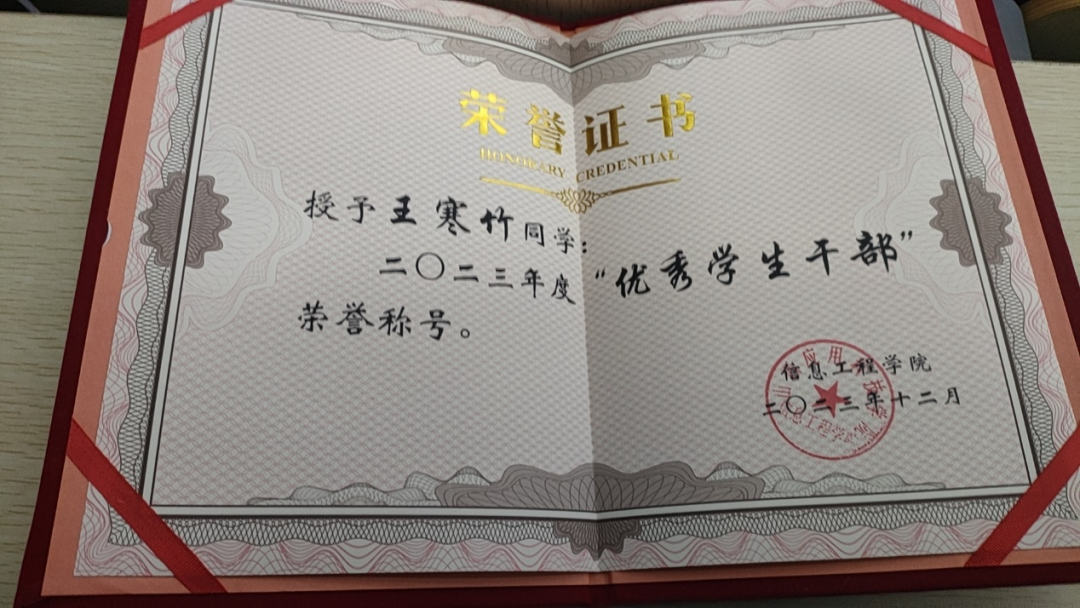 荣誉证书
HONORARY CREDENTIAL
授予王寒竹同学:
二〇二三年度“优秀学生干部”
荣誉称号。
信息工程学院
二〇二三年十二月